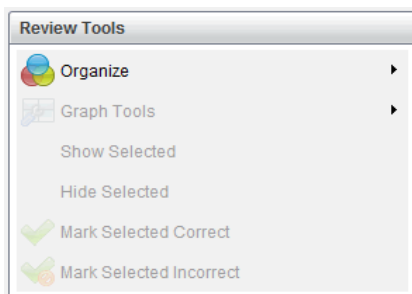 Review Tools
Organize
Graph Tools
Show Selected
Hide Selected
Mark Selected Correct
Mark Selected Incorrect